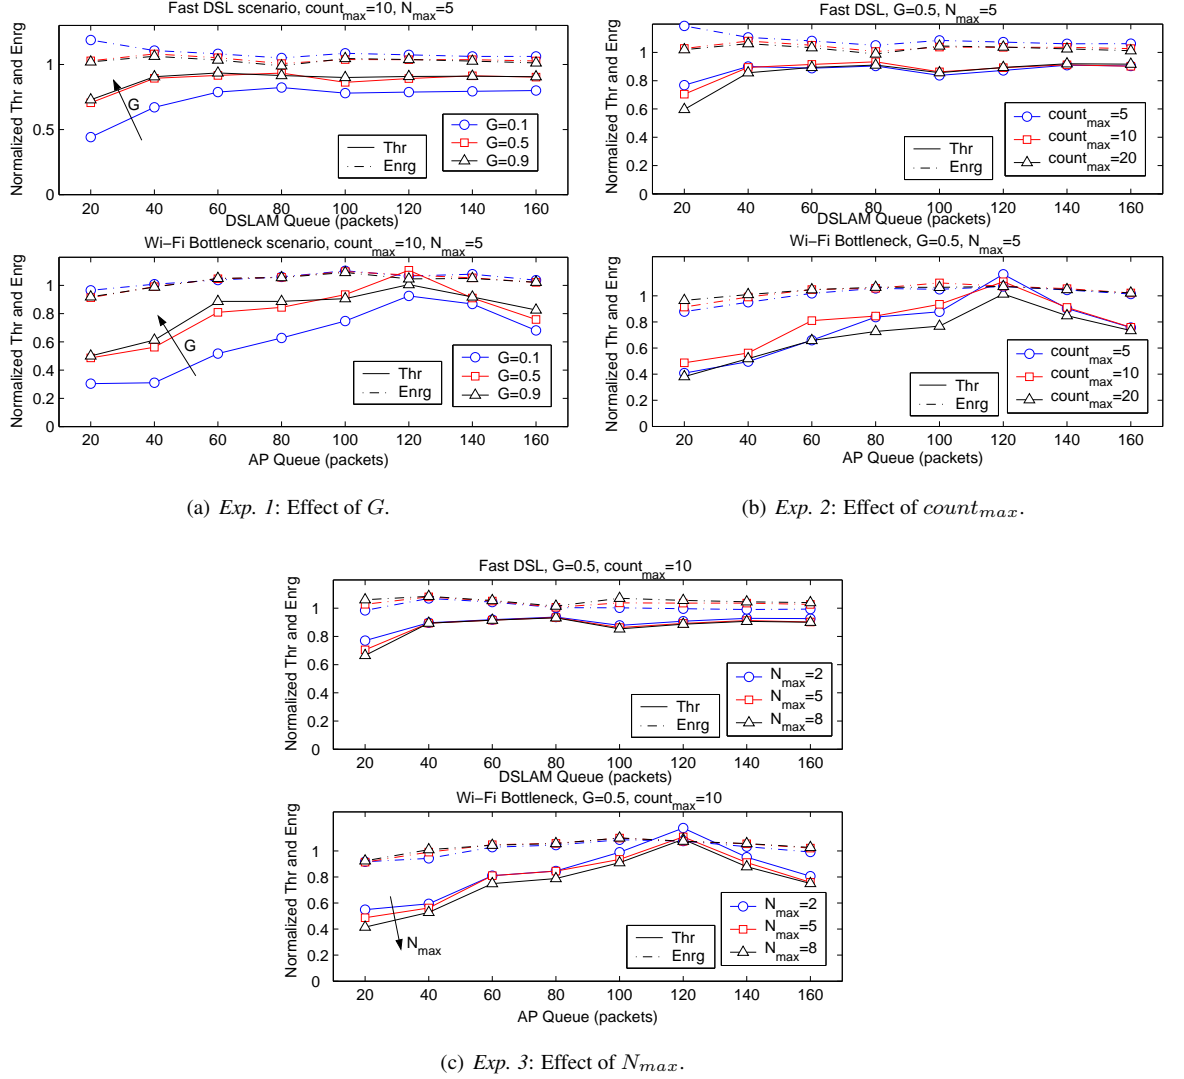 Fast DSL scenario, count_max=10, N_max=5
Normalized Thr and Enrg
1
0.5
0
G
Thr
Enrg
G=0.1
G=0.5
G=0.9
20 40 60 80 100 120 140 160
DSLAM Queue (packets)
Wi-Fi Bottleneck scenario, count_max=10, N_max=5
Normalized Thr and Enrg
1
0.8
0.6
0.4
0.2
0
G
Thr
Enrg
G=0.1
G=0.5
G=0.9
20 40 60 80 100 120 140 160
AP Queue (packets)
(a) Exp. 1: Effect of G.
Fast DSL, G=0.5, N_max=5
Normalized Thr and Enrg
1
0.8
0.6
0.4
0.2
0
Thr
Enrg
count_max=5
count_max=10
count_max=20
20 40 60 80 100 120 140 160
DSLAM Queue (packets)
Wi-Fi Bottleneck, G=0.5, N_max=5
Normalized Thr and Enrg
1
0.8
0.6
0.4
0.2
0
Thr
Enrg
count_max=5
count_max=10
count_max=20
20 40 60 80 100 120 140 160
AP Queue (packets)
(b) Exp. 2: Effect of count_max.
Fast DSL, G=0.5, count_max=10
Normalized Thr and Enrg
1
0.8
0.6
0.4
0.2
0
Thr
Enrg
N_max=2
N_max=5
N_max=8
20 40 60 80 100 120 140 160
DSLAM Queue (packets)
Wi-Fi Bottleneck, G=0.5, count_max=10
Normalized Thr and Enrg
1
0.8
0.6
0.4
0.2
0
N_max
Thr
Enrg
N_max=2
N_max=5
N_max=8
20 40 60 80 100 120 140 160
AP Queue (packets)
(c) Exp. 3: Effect of N_max.